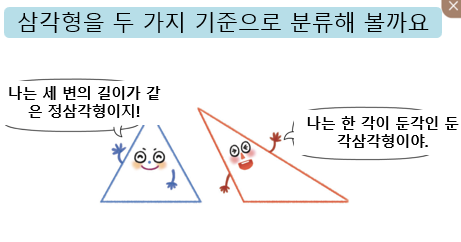 삼각형을 두 가지 기준으로 분류해 볼까요
나는 세 변의 길이가 같
은 정삼각형이지!
나는 한 각이 둔각인 둔
각삼각형이야.